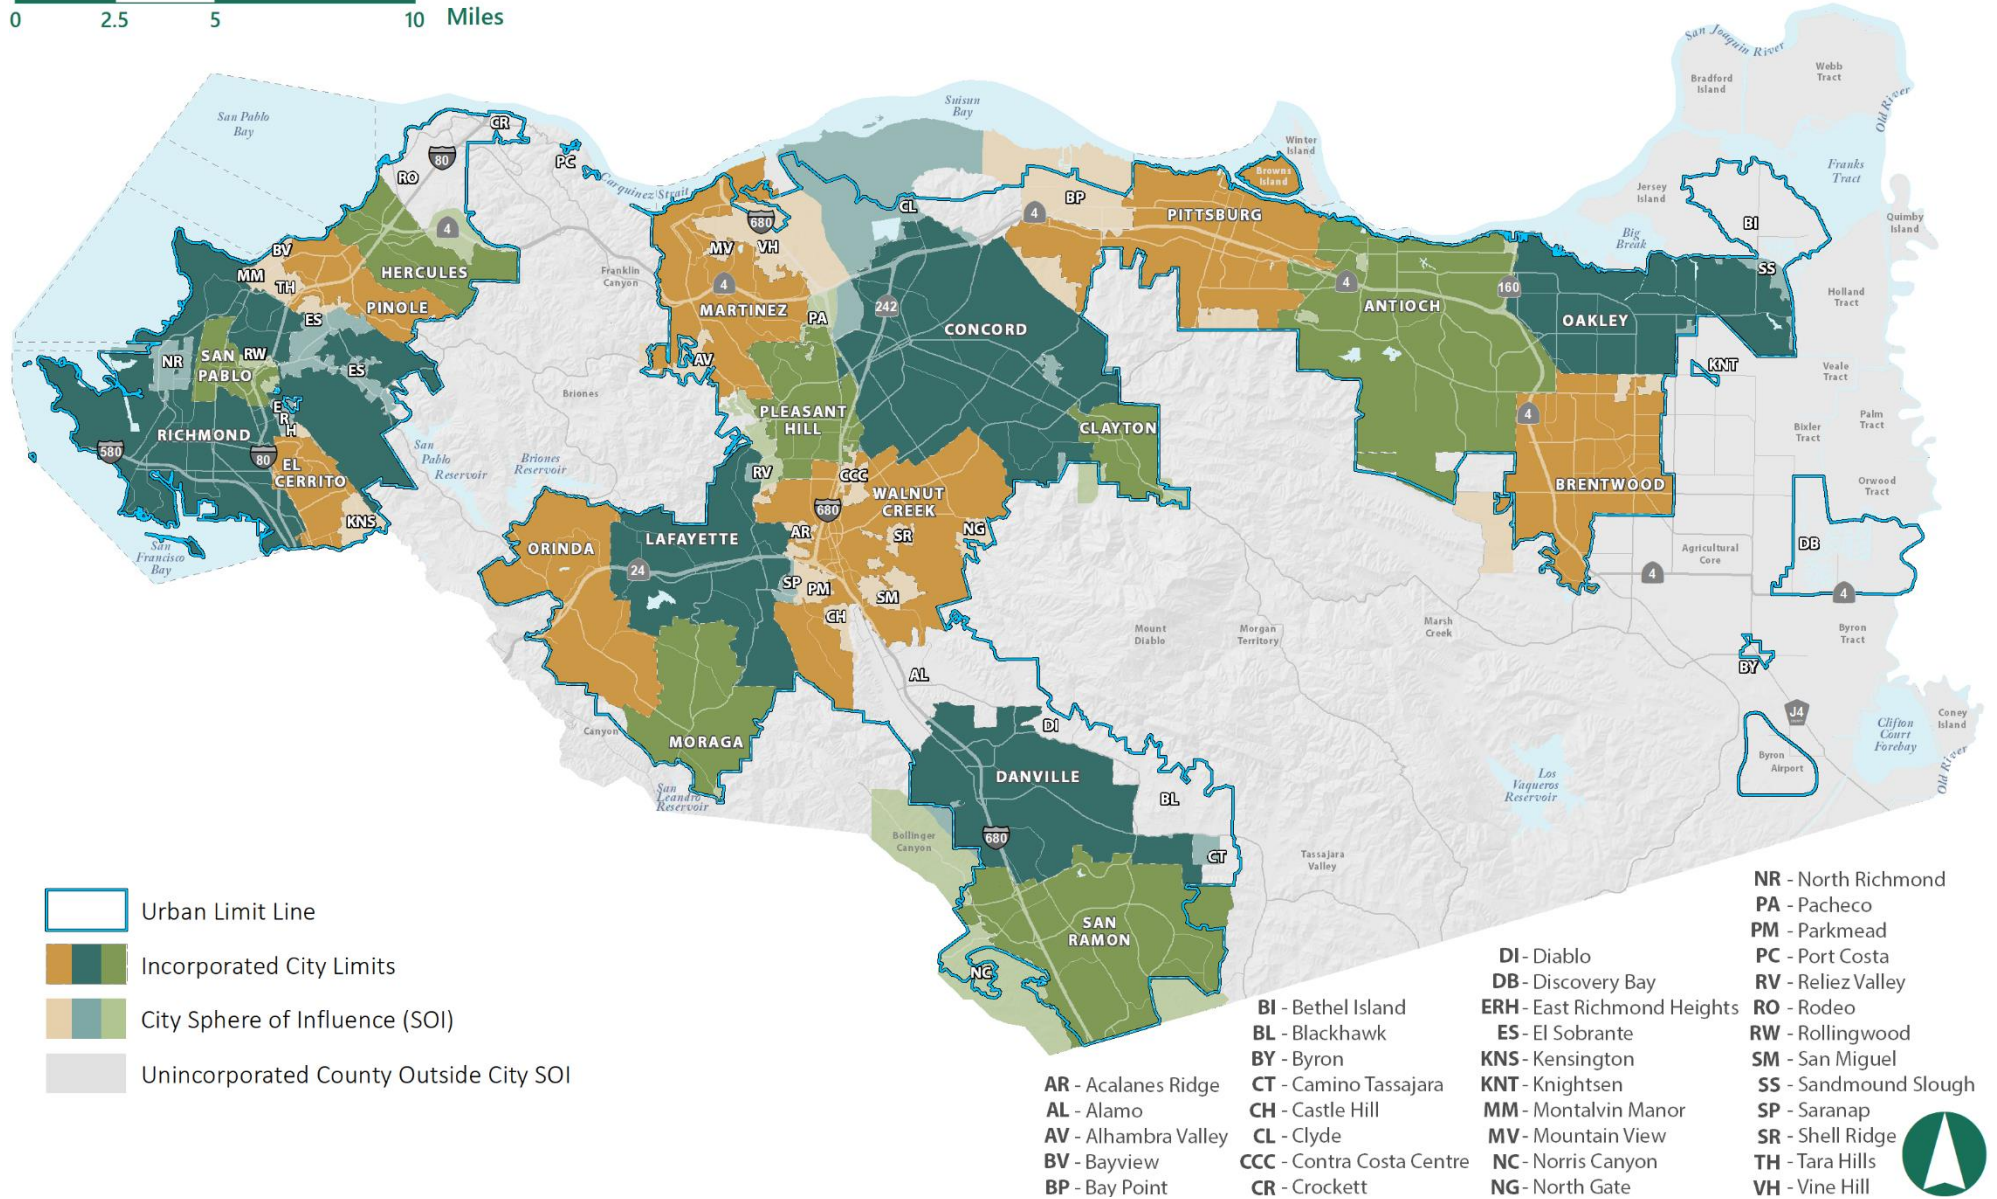 0 2.5 5 10 Miles
San Joaquin River
Webb
Tract
Bradford
Island
Old River
San Pablo
Bay
Suisun
Bay
CR
80
PC
RO
Carquinez Strait
Winter
Island
Browns
Island
Franks
Tract
Jersey
Island
Quimby
Island
BI
Big
Break
BP
4
PITTSBURG
CL
680
MV
VH
4
BV
MM
TH
HERCULES
PINOLE
ES
Franklin
Canyon
4
MARTINEZ
PA
242
CONCORD
4
ANTIOCH
160
OAKLEY
SS
Holland
Tract
NR
SAN
PABLO
RW
ES
AV
KNT
Veale
Tract
Briones
E
R
H
RICHMOND
580
80
EL
CERRITO
KNS
San
Pablo
Reservoir
Briones
Reservoir
PLEASANT
HILL
CLAYTON
4
Palm
Tract
Bixler
Tract
RV
CCC
WALNUT
CREEK
680
BRENTWOOD
Orwood
Tract
San
Francisco
Bay
ORINDA
LAFAYETTE
24
AR
SR
NG
SP
PM
SM
CH
DB
Agricultural
Core
4
4
Mount
Diablo
Morgan
Territory
Marsh
Creek
Byron
Tract
AL
BY
Canyon
MORAGA
San
Leandro
Reservoir
DI
DANVILLE
BL
J4
Clifton
Court
Forebay
Coney
Island
Old River
Byron
Airport
Los
Vaqueros
Reservoir
Bollinger
Canyon
680
CT
Tassajara
Valley
SAN
RAMON
NC
Urban Limit Line
Incorporated City Limits
City Sphere of Influence (SOI)
Unincorporated County Outside City SOI
AR - Acalanes Ridge
AL - Alamo
AV - Alhambra Valley
BV - Bayview
BP - Bay Point
BI - Bethel Island
BL - Blackhawk
BY - Byron
CT - Camino Tassajara
CH - Castle Hill
CL - Clyde
CCC - Contra Costa Centre
CR - Crockett
DI - Diablo
DB - Discovery Bay
ERH - East Richmond Heights
ES - El Sobrante
KNS - Kensington
KNT - Knightsen
MM - Montalvin Manor
MV - Mountain View
NC - Norris Canyon
NG - North Gate
NR - North Richmond
PA - Pacheco
PM - Parkmead
PC - Port Costa
RV - Reliez Valley
RO - Rodeo
RW - Rollingwood
SM - San Miguel
SS - Sandmound Slough
SP - Saranap
SR - Shell Ridge
TH - Tara Hills
VH - Vine Hill